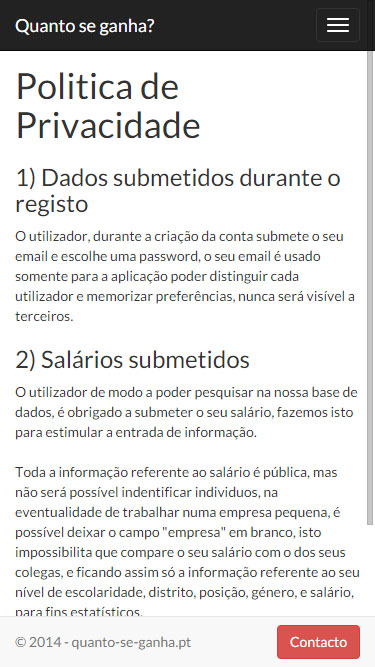 Quanto se ganha?
Politica de
Privacidade
1) Dados submetidos durante o
registo
O utilizador, durante a criação da conta submete o seu
email e escolhe uma password, o seu email é usado
somente para a aplicação poder distinguir cada
utilizador e memorizar preferências, nunca será visível a
terceiros.
2) Salários submetidos
O utilizador de modo a poder pesquisar na nossa base de
dados, é obrigado a submeter o seu salário, fazemos isto
para estimular a entrada de informação.
Toda a informação referente ao salário é pública, mas
não será possível indentificar individuos, na
eventualidade de trabalhar numa empresa pequena, é
possível deixar o campo "empresa" em branco, isto
impossibilita que compare o seu salário com o dos seus
colegas, e ficando assim só a informação referente ao seu
nível de escolaridade, distrito, posição, género, e salário,
para fins estatísticos.
© 2014 - quanto-se-ganha.pt
Contacto